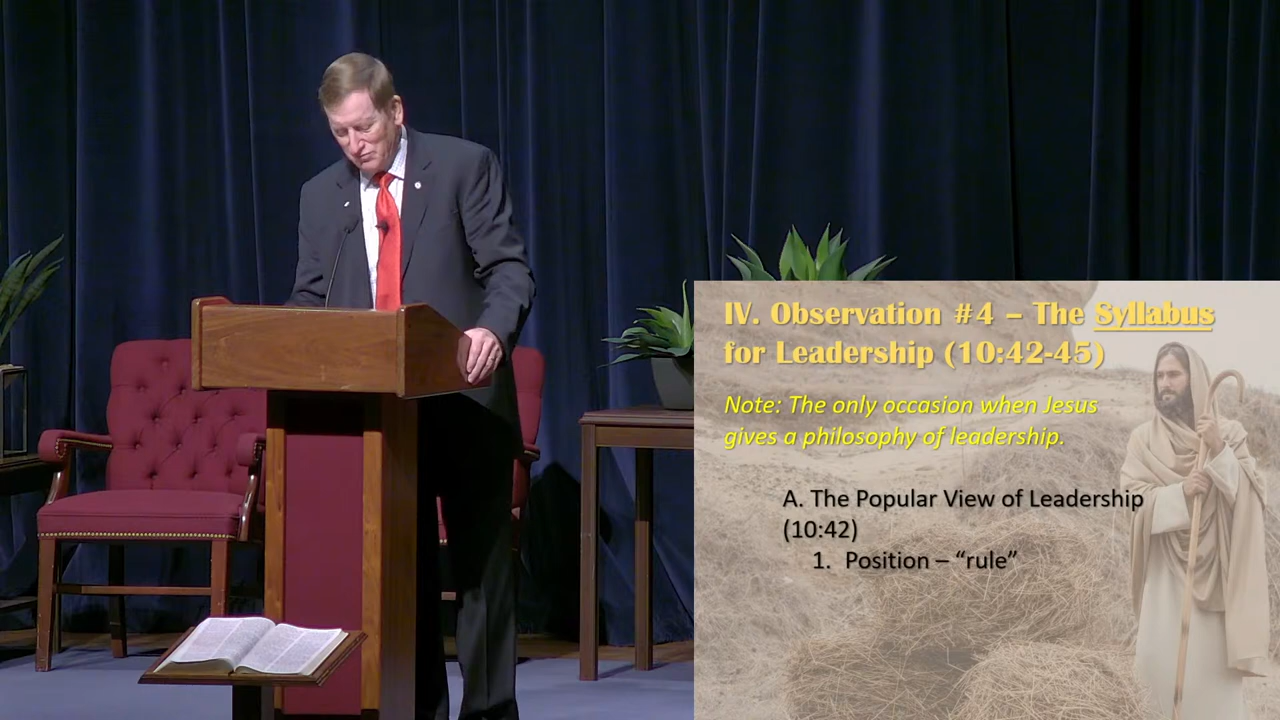 IV. Observation #4 – The Syllabus
for Leadership (10:42-45)
Note: The only occasion when Jesus
gives a philosophy of leadership.
A. The Popular View of Leadership
(10:42)
1. Position – “rule”